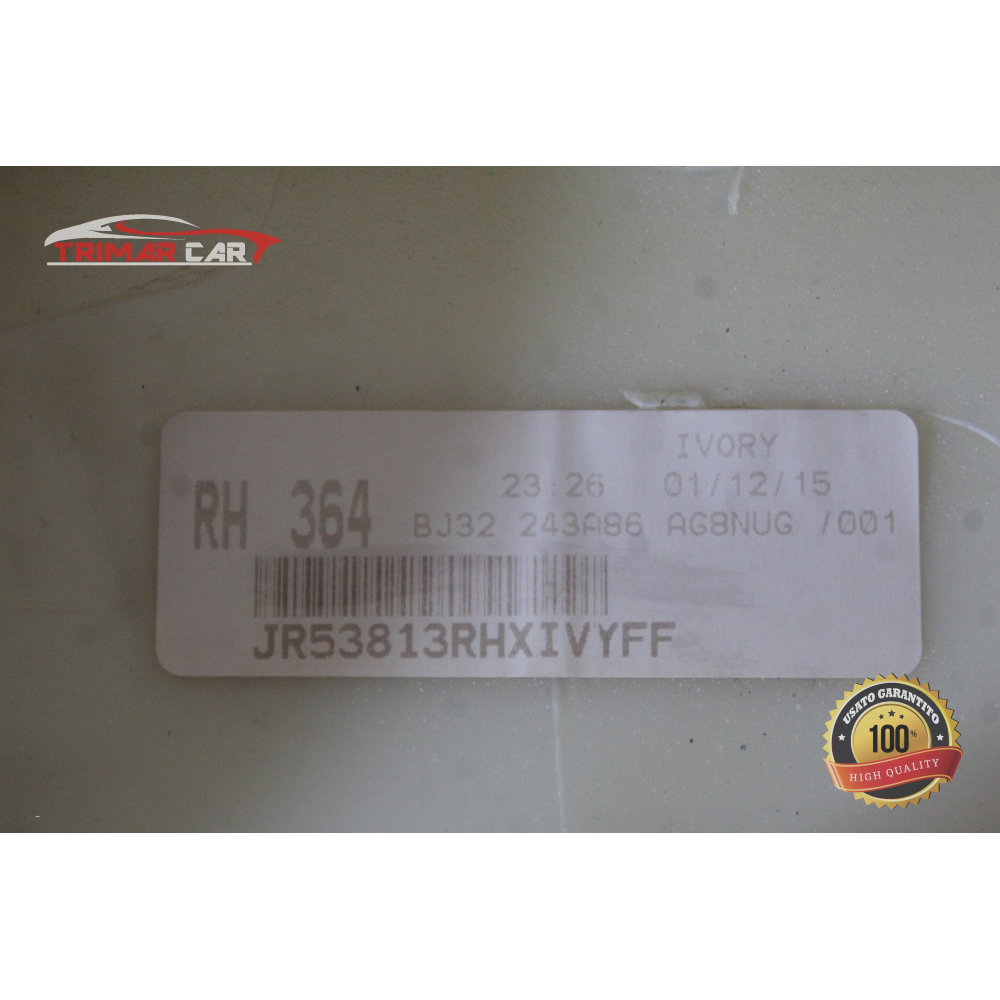 TRIMAR CAR
IVORY
23:26 01/12/15
RH 364 BJ32 243A86 AG8NUG /001
JR53813RHXIVYFF
USATO GARANTITO
100%
HIGH QUALITY